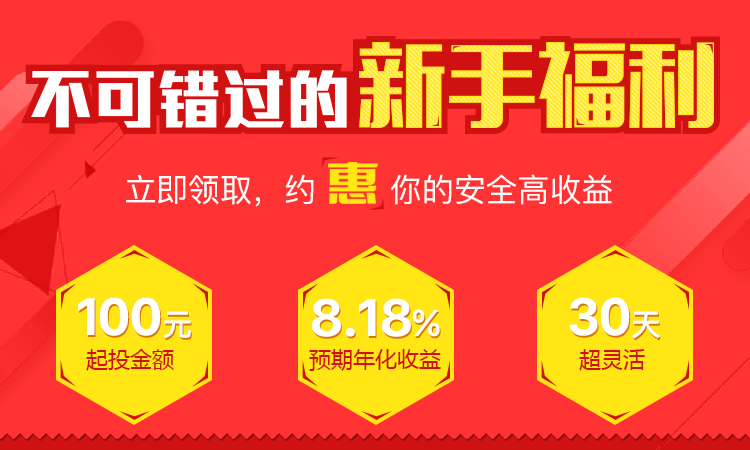 不可错过的新手福利
立即领取，约惠你的安全高收益
100元
起投金额
8.18%
预期年化收益
30天
超灵活